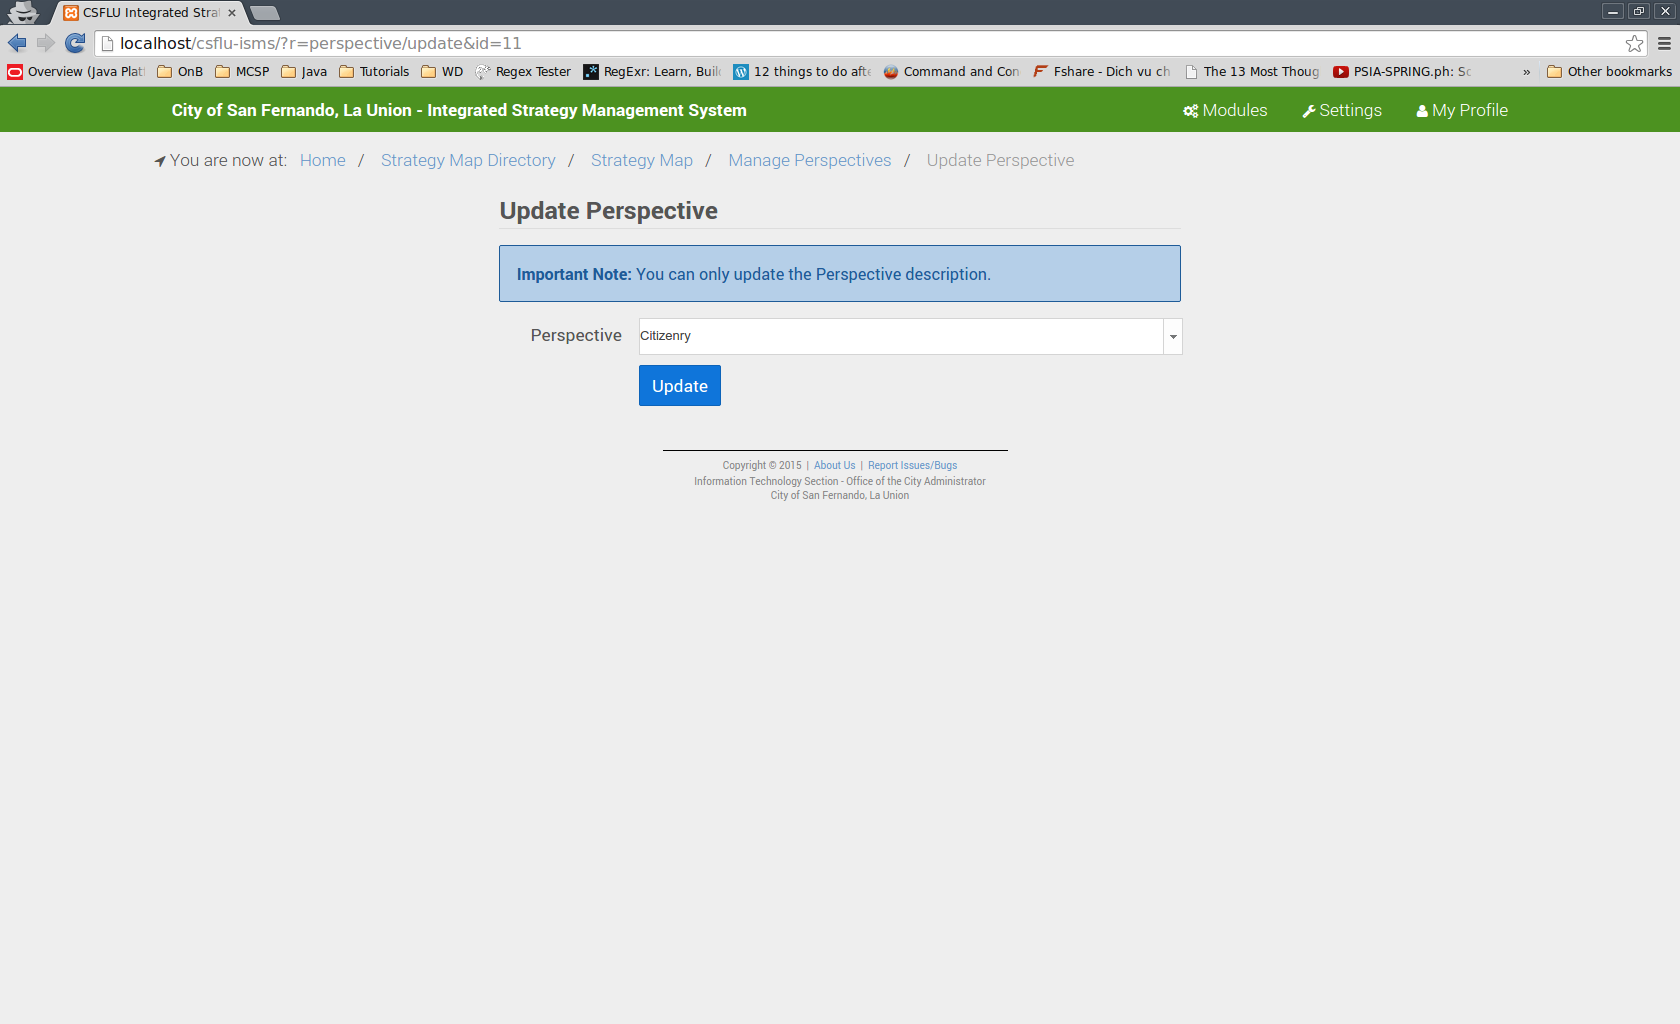 CSFLU Integrated Stra
localhost/csflu-isms/?r=perspective/update&id=11
Overview (Java Plat OnB MCSP Java Tutorials WD Regex Tester RegExr: Learn, Buil 12 things to do afte Command and Con Fshare - Dich vu ch The 13 Most Thoug PSIA-SPRING.ph: Sc » Other bookmarks
City of San Fernando, La Union - Integrated Strategy Management System Modules Settings My Profile
You are now at: Home / Strategy Map Directory / Strategy Map / Manage Perspectives / Update Perspective
Update Perspective
Important Note: You can only update the Perspective description.
Perspective Citizenry
Update
Copyright © 2015 | About Us | Report Issues/Bugs
Information Technology Section - Office of the City Administrator
City of San Fernando, La Union